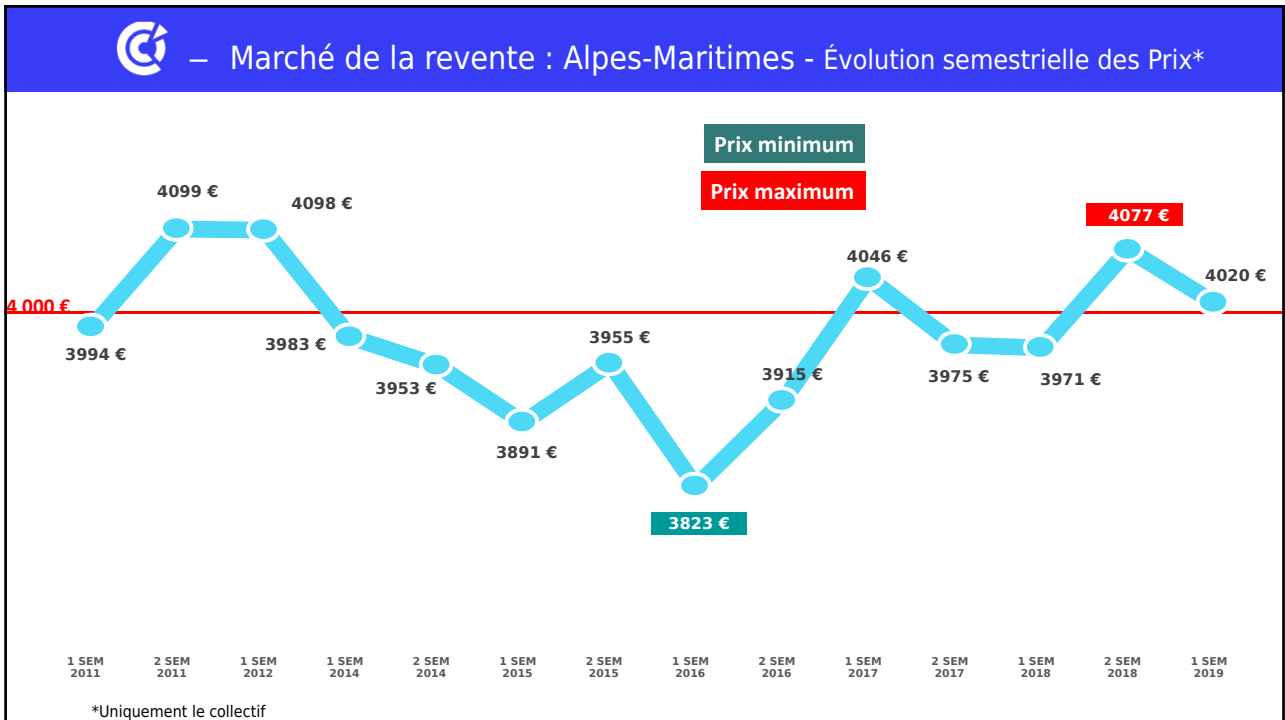 – Marché de la revente : Alpes-Maritimes - Évolution semestrielle des Prix*
Prix minimum
Prix maximum
4099 €
4098 €
4077 €
4046 €
4020 €
4 000 €
3994 €
3983 €
3955 €
3953 €
3915 €
3975 €
3971 €
3891 €
3823 €
1 SEM 2011
2 SEM 2011
1 SEM 2012
1 SEM 2014
2 SEM 2014
1 SEM 2015
2 SEM 2015
1 SEM 2016
2 SEM 2016
1 SEM 2017
2 SEM 2017
1 SEM 2018
2 SEM 2018
1 SEM 2019
*Uniquement le collectif